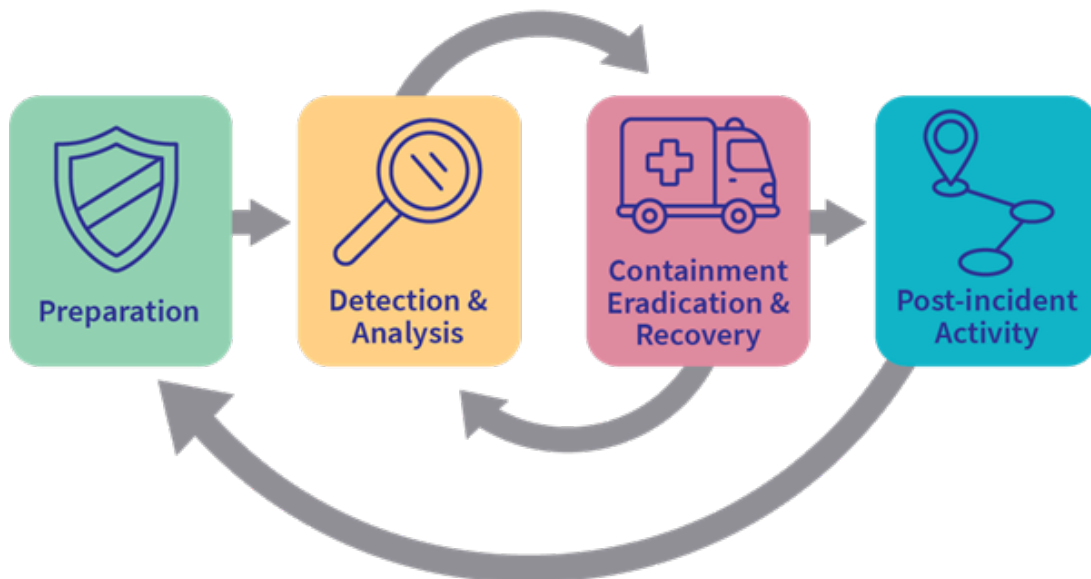 Preparation
Detection &
Analysis
Containment
Eradication &
Recovery
Post-incident
Activity